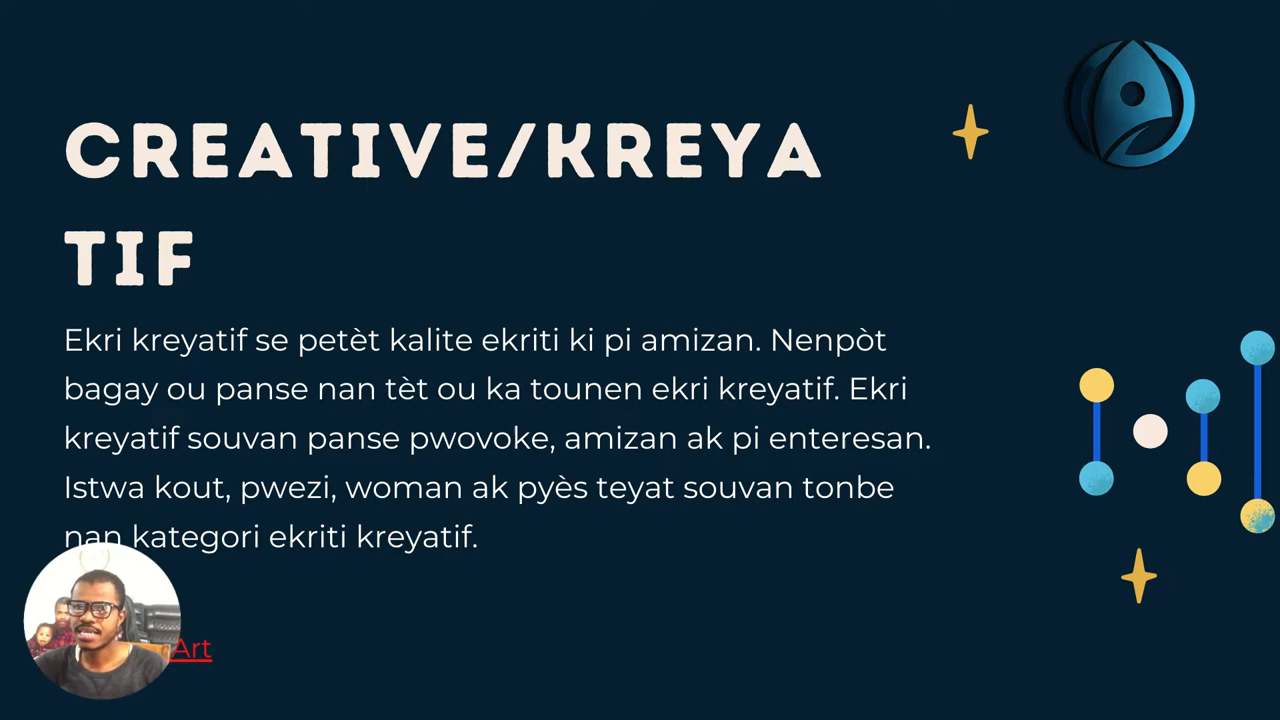 CREATIVE/KREYA
TIF
Ekri kreyatif se petèt kalite ekriti ki pi amizan. Nenpòt
bagay ou panse nan tèt ou ka tounen ekri kreyatif. Ekri
kreyatif souvan panse pwovoke, amizan ak pi enteresan.
Istwa kout, pwezi, woman ak pyès teyat souvan tonbe
nan kategori ekriti kreyatif.
Art